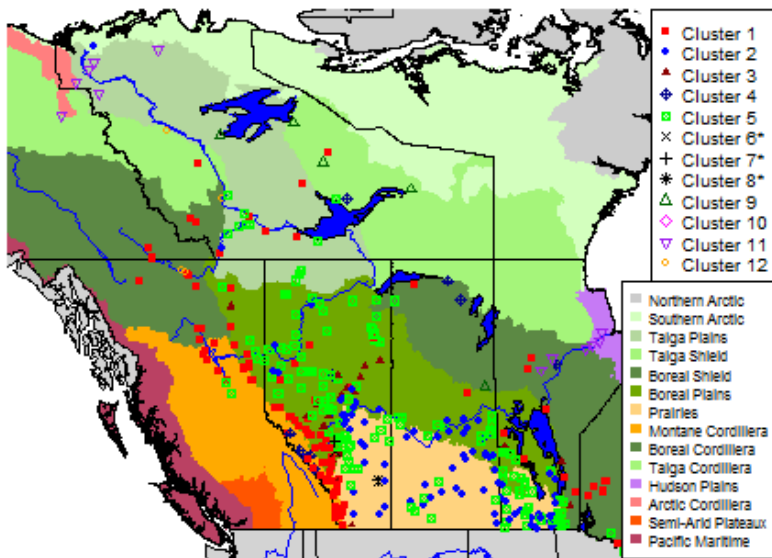 Cluster 1
Cluster 2
Cluster 3
Cluster 4
Cluster 5
Cluster 6*
Cluster 7*
Cluster 8*
Cluster 9
Cluster 10
Cluster 11
Cluster 12
Northern Arctic
Southern Arctic
Taiga Plains
Taiga Shield
Boreal Shield
Boreal Plains
Prairies
Montane Cordillera
Boreal Cordillera
Taiga Cordillera
Hudson Plains
Arctic Cordillera
Semi-Arid Plateaux
Pacific Maritime